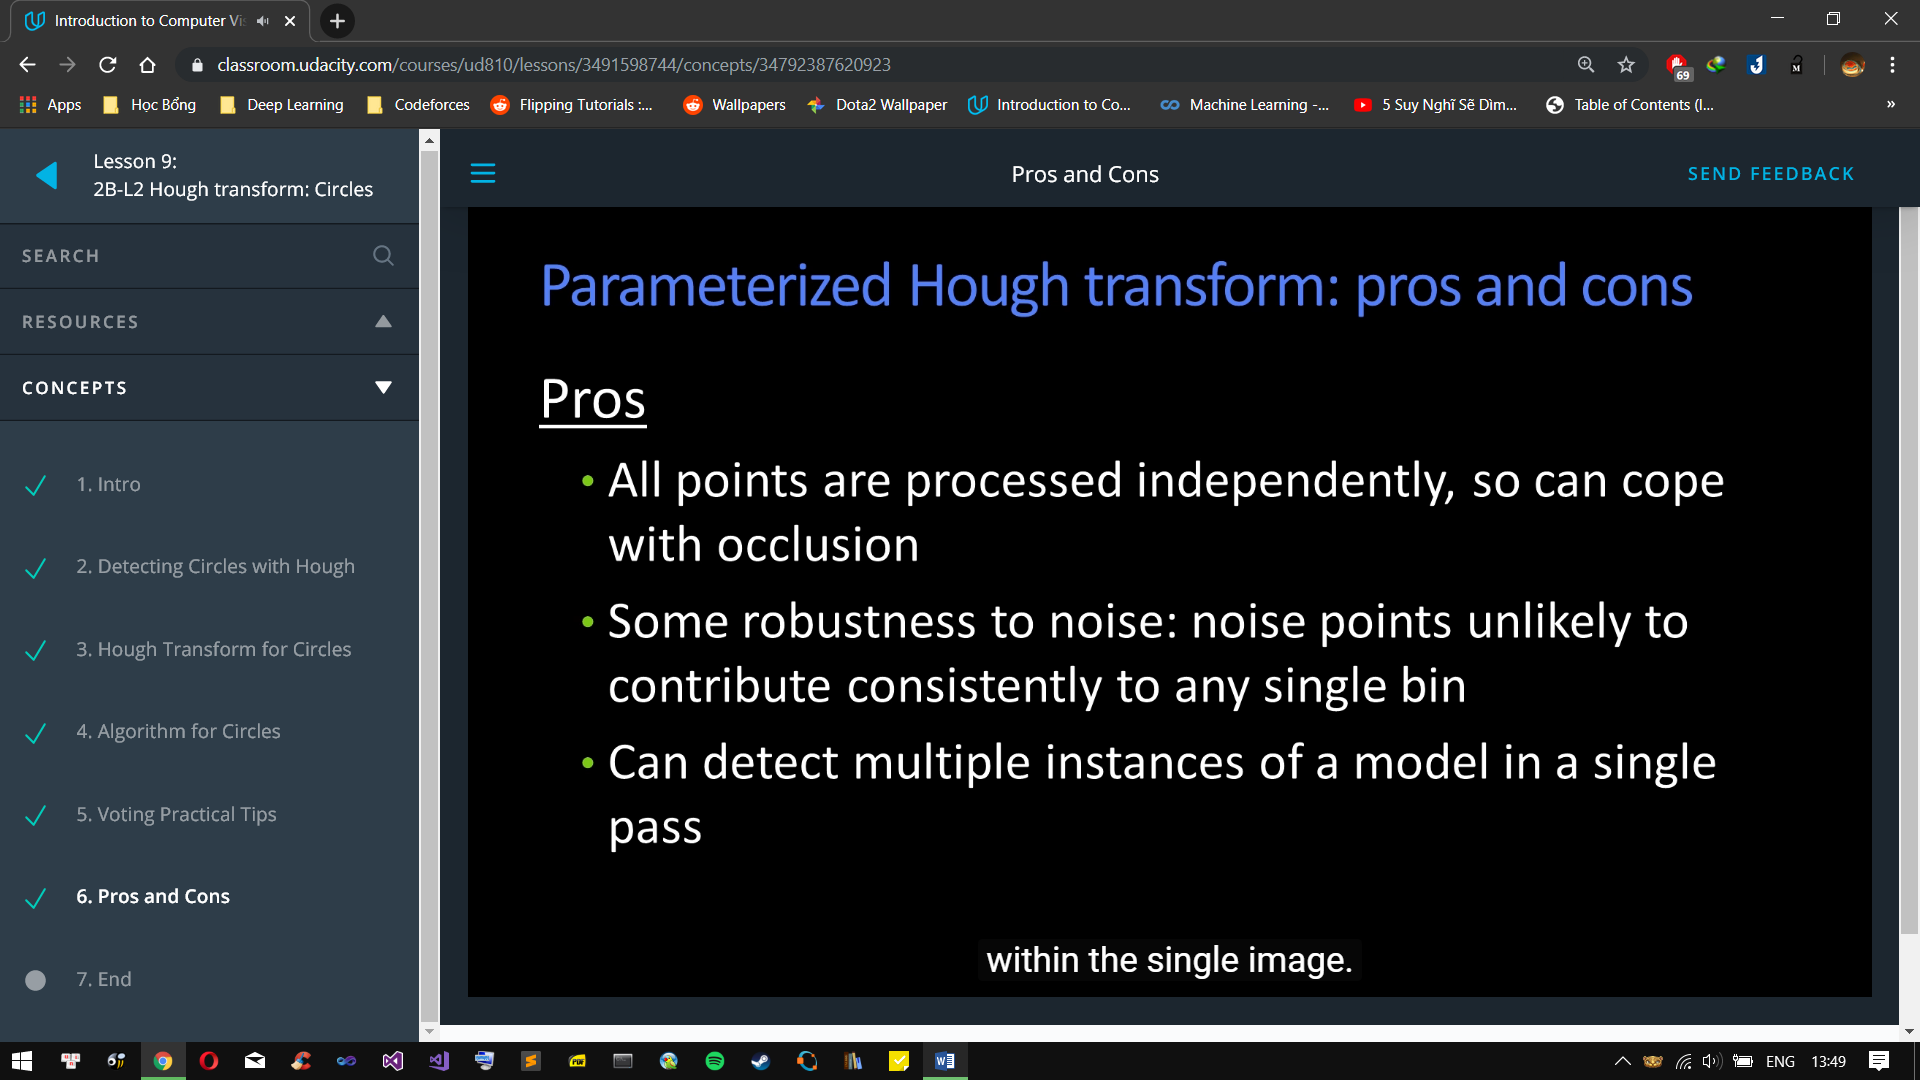 Introduction to Computer Vi
classroom.udacity.com/courses/ud810/lessons/3491598744/concepts/34792387620923
69
M
Apps
Học Bổng
Deep Learning
Codeforces
Flipping Tutorials :...
Wallpapers
Dota2 Wallpaper
Introduction to Co...
Machine Learning -...
5 Suy Nghĩ Sẽ Dìm...
Table of Contents (I...
»
Lesson 9:
2B-L2 Hough transform: Circles
SEARCH
RESOURCES
CONCEPTS
1. Intro
2. Detecting Circles with Hough
3. Hough Transform for Circles
4. Algorithm for Circles
5. Voting Practical Tips
6. Pros and Cons
7. End
Pros and Cons
SEND FEEDBACK
Parameterized Hough transform: pros and cons
Pros
• All points are processed independently, so can cope
with occlusion
• Some robustness to noise: noise points unlikely to
contribute consistently to any single bin
• Can detect multiple instances of a model in a single
pass
within the single image.
ENG
13:49